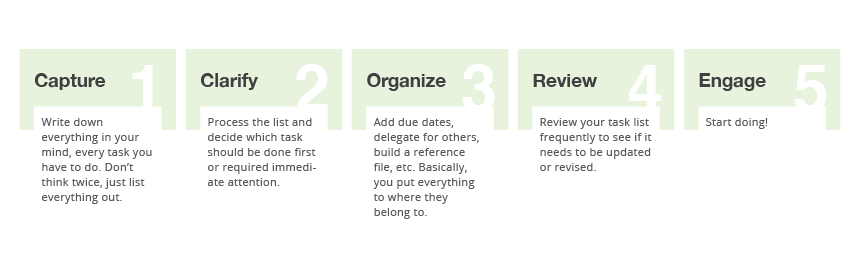 Capture 1
Write down
everything in your
mind, every task you
have to do. Don't
think twice, just list
everything out.
Clarify 2
Process the list and
decide which task
should be done first
or required immedi-
ate attention.
Organize 3
Add due dates,
delegate for others,
build a reference
file, etc. Basically,
you put everything
to where they
belong to.
Review 4
Review your task list
frequently to see if it
needs to be updated
or revised.
Engage 5
Start doing!